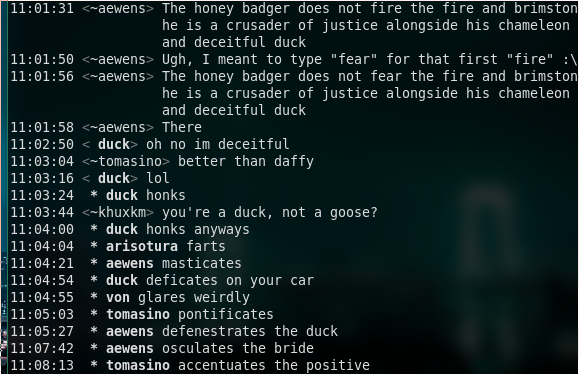 11:01:31 <~aewens> The honey badger does not fire the fire and brimston
he is a crusader of justice alongside his chameleon
and deceitful duck
11:01:50 <~aewens> Ugh, I meant to type "fear" for that first "fire" :\
11:01:56 <~aewens> The honey badger does not fear the fire and brimston
he is a crusader of justice alongside his chameleon
and deceitful duck
11:01:58 <~aewens> There
11:02:50 < duck> oh no im deceitful
11:03:04 <~tomasino> better than daffy
11:03:16 < duck> lol
11:03:24 * duck honks
11:03:44 <~khuxkm> you're a duck, not a goose?
11:04:00 * duck honks anyways
11:04:04 * arisotura farts
11:04:21 * aewens masticates
11:04:54 * duck deficates on your car
11:04:55 * von glares weirdly
11:05:03 * tomasino pontificates
11:05:27 * aewens defenestrates the duck
11:07:42 * aewens osculates the bride
11:08:13 * tomasino accentuates the positive